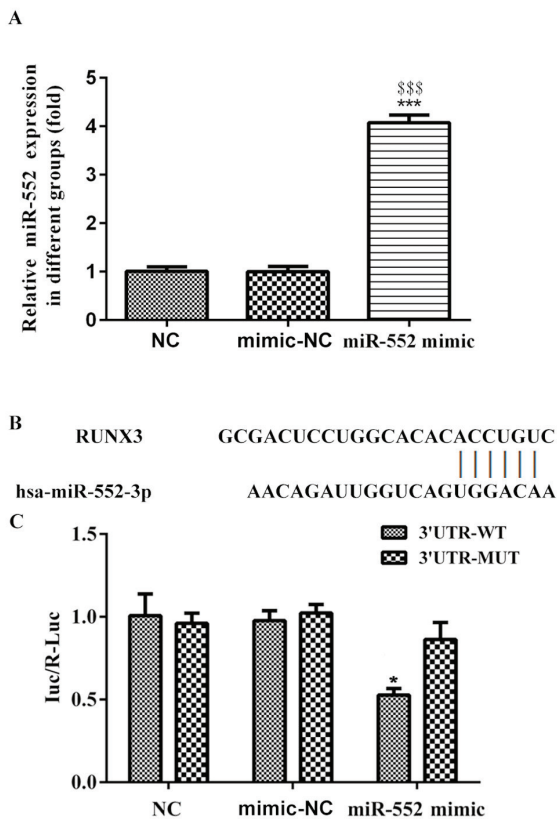 A
Relative miR-552 expression
in different groups (fold)
5
4
3
2
1
0
$$$
***
NC
mimic-NC
miR-552 mimic
B
RUNX3
GCGACUCCUGGCACACACCUGUC
hsa-miR-552-3p
AACAGAUUGGUCAGUGGACAA
C
Iuc/R-Luc
1.5
1.0
0.5
0.0
3'UTR-WT
3'UTR-MUT
*
NC
mimic-NC
miR-552 mimic